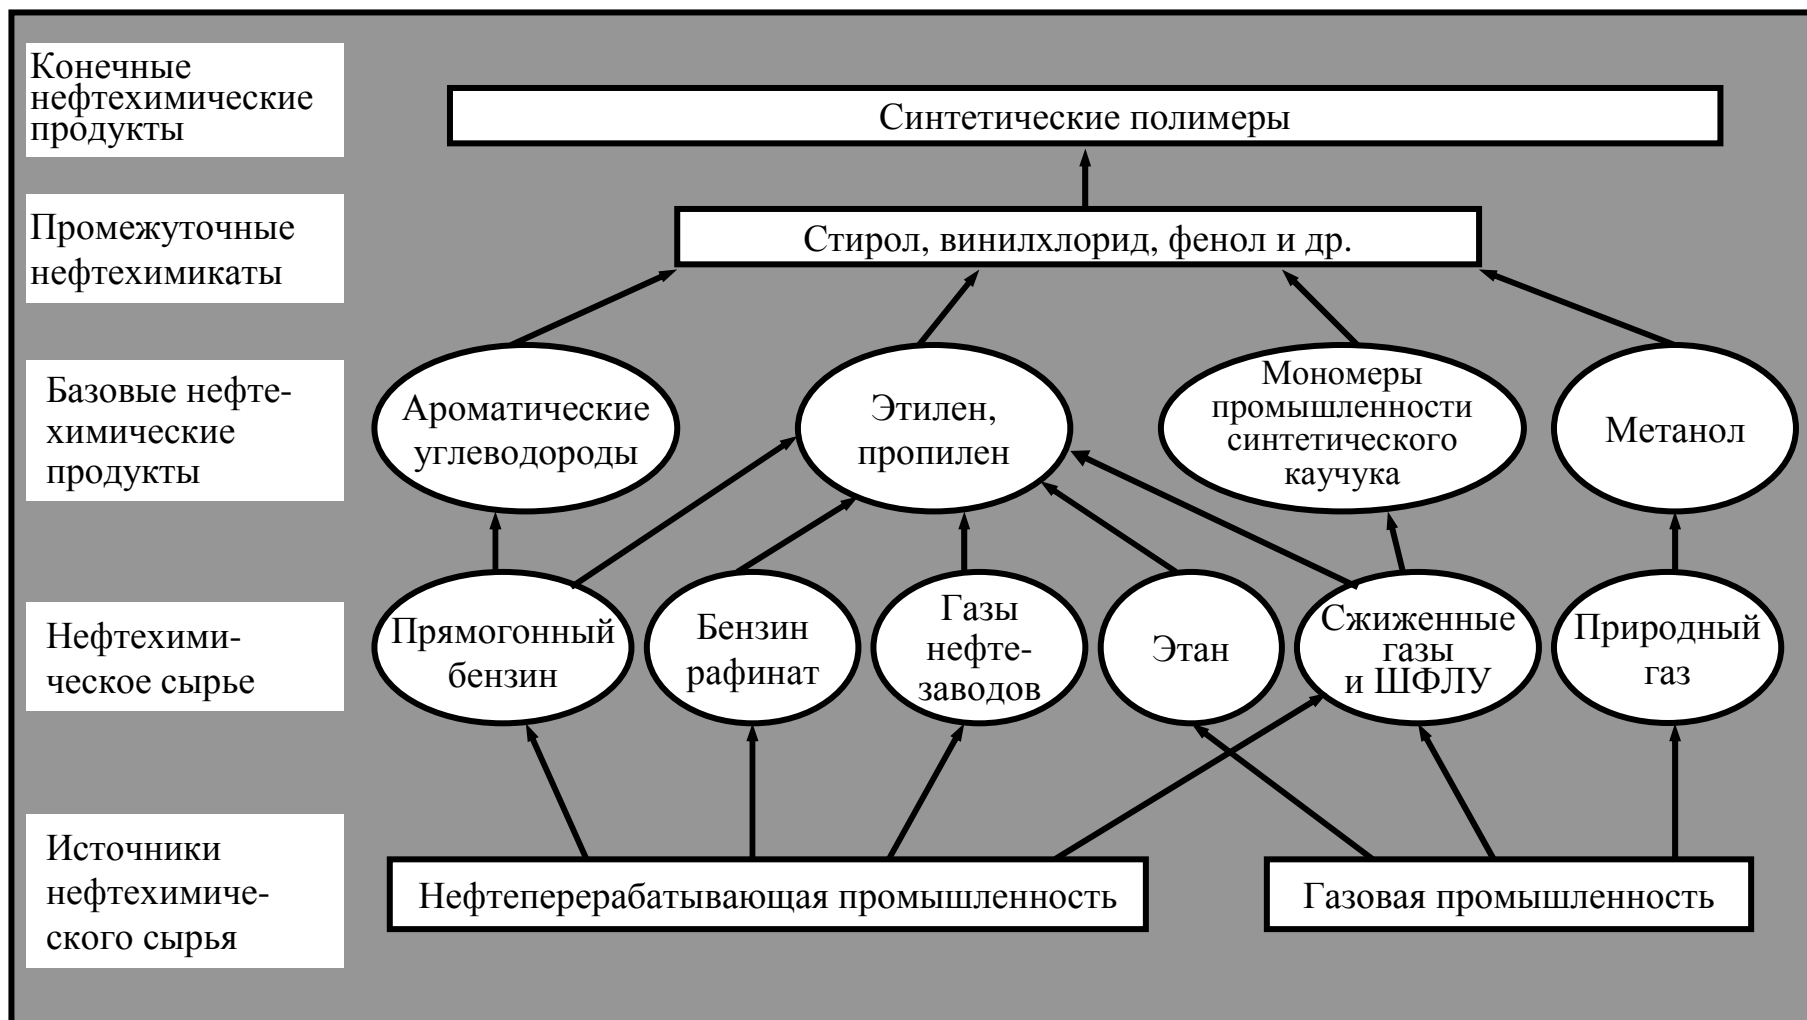 Конечные
нефтехимические
продукты
Синтетические полимеры
Промежуточные
нефтехимикаты
Стирол, винилхлорид, фенол и др.
Базовые нефте-
химические
продукты
Ароматические
углеводороды
Этилен,
пропилен
Мономеры
промышленности
синтетического
каучука
Метанол
Нефтехими-
ческое сырье
Прямогонный
бензин
Бензин
рафинат
Газы
нефте-
заводов
Этан
Сжиженные
газы
и ШФЛУ
Природный
газ
Источники
нефтехимиче-
ского сырья
Нефтеперерабатывающая промышленность
Газовая промышленность